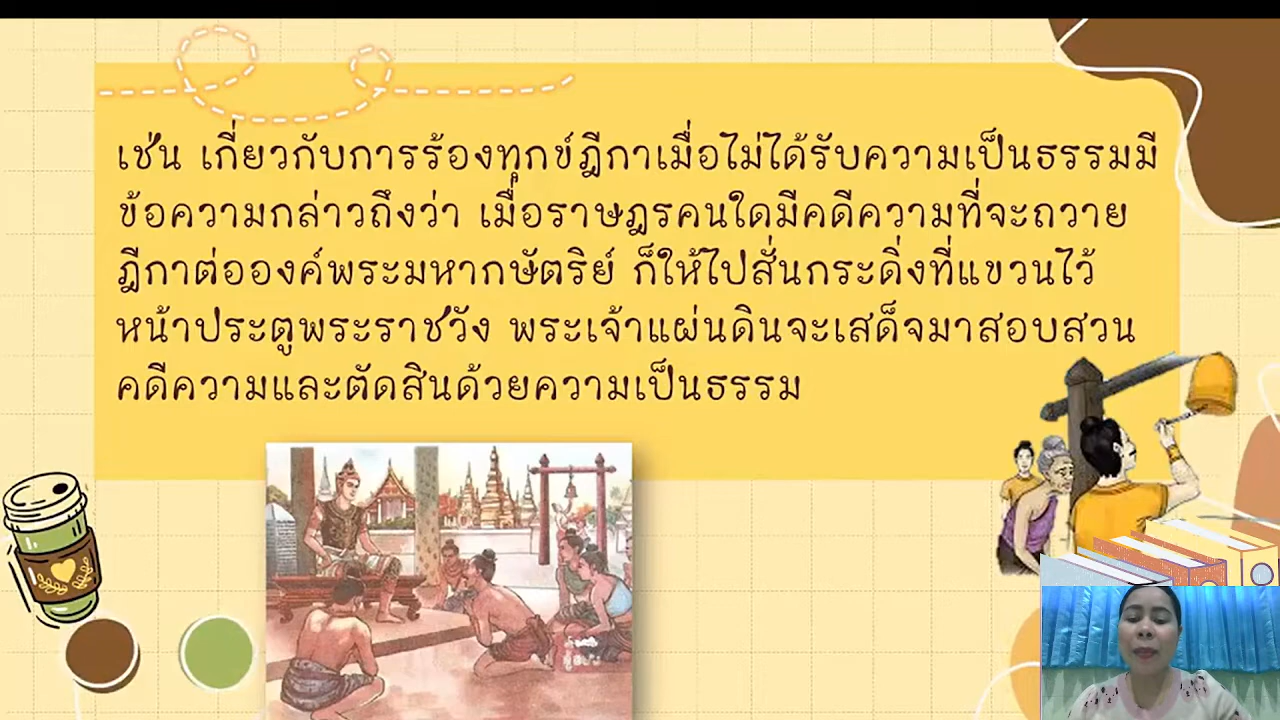 เช่น เกี่ยวกับการร้องทุกข์ฎีกาเมื่อไม่ได้รับความเป็นธรรมมี
ข้อความกล่าวถึงว่า เมื่อราษฎรคนใดมีคดีความที่จะถวาย
ฎีกาต่อองค์พระมหากษัตริย์ ก็ให้ไปสั่นกระดิ่งที่แขวนไว้
หน้าประตูพระราชวัง พระเจ้าแผ่นดินจะเสด็จมาสอบสวน
คดีความและตัดสินด้วยความเป็นธรรม